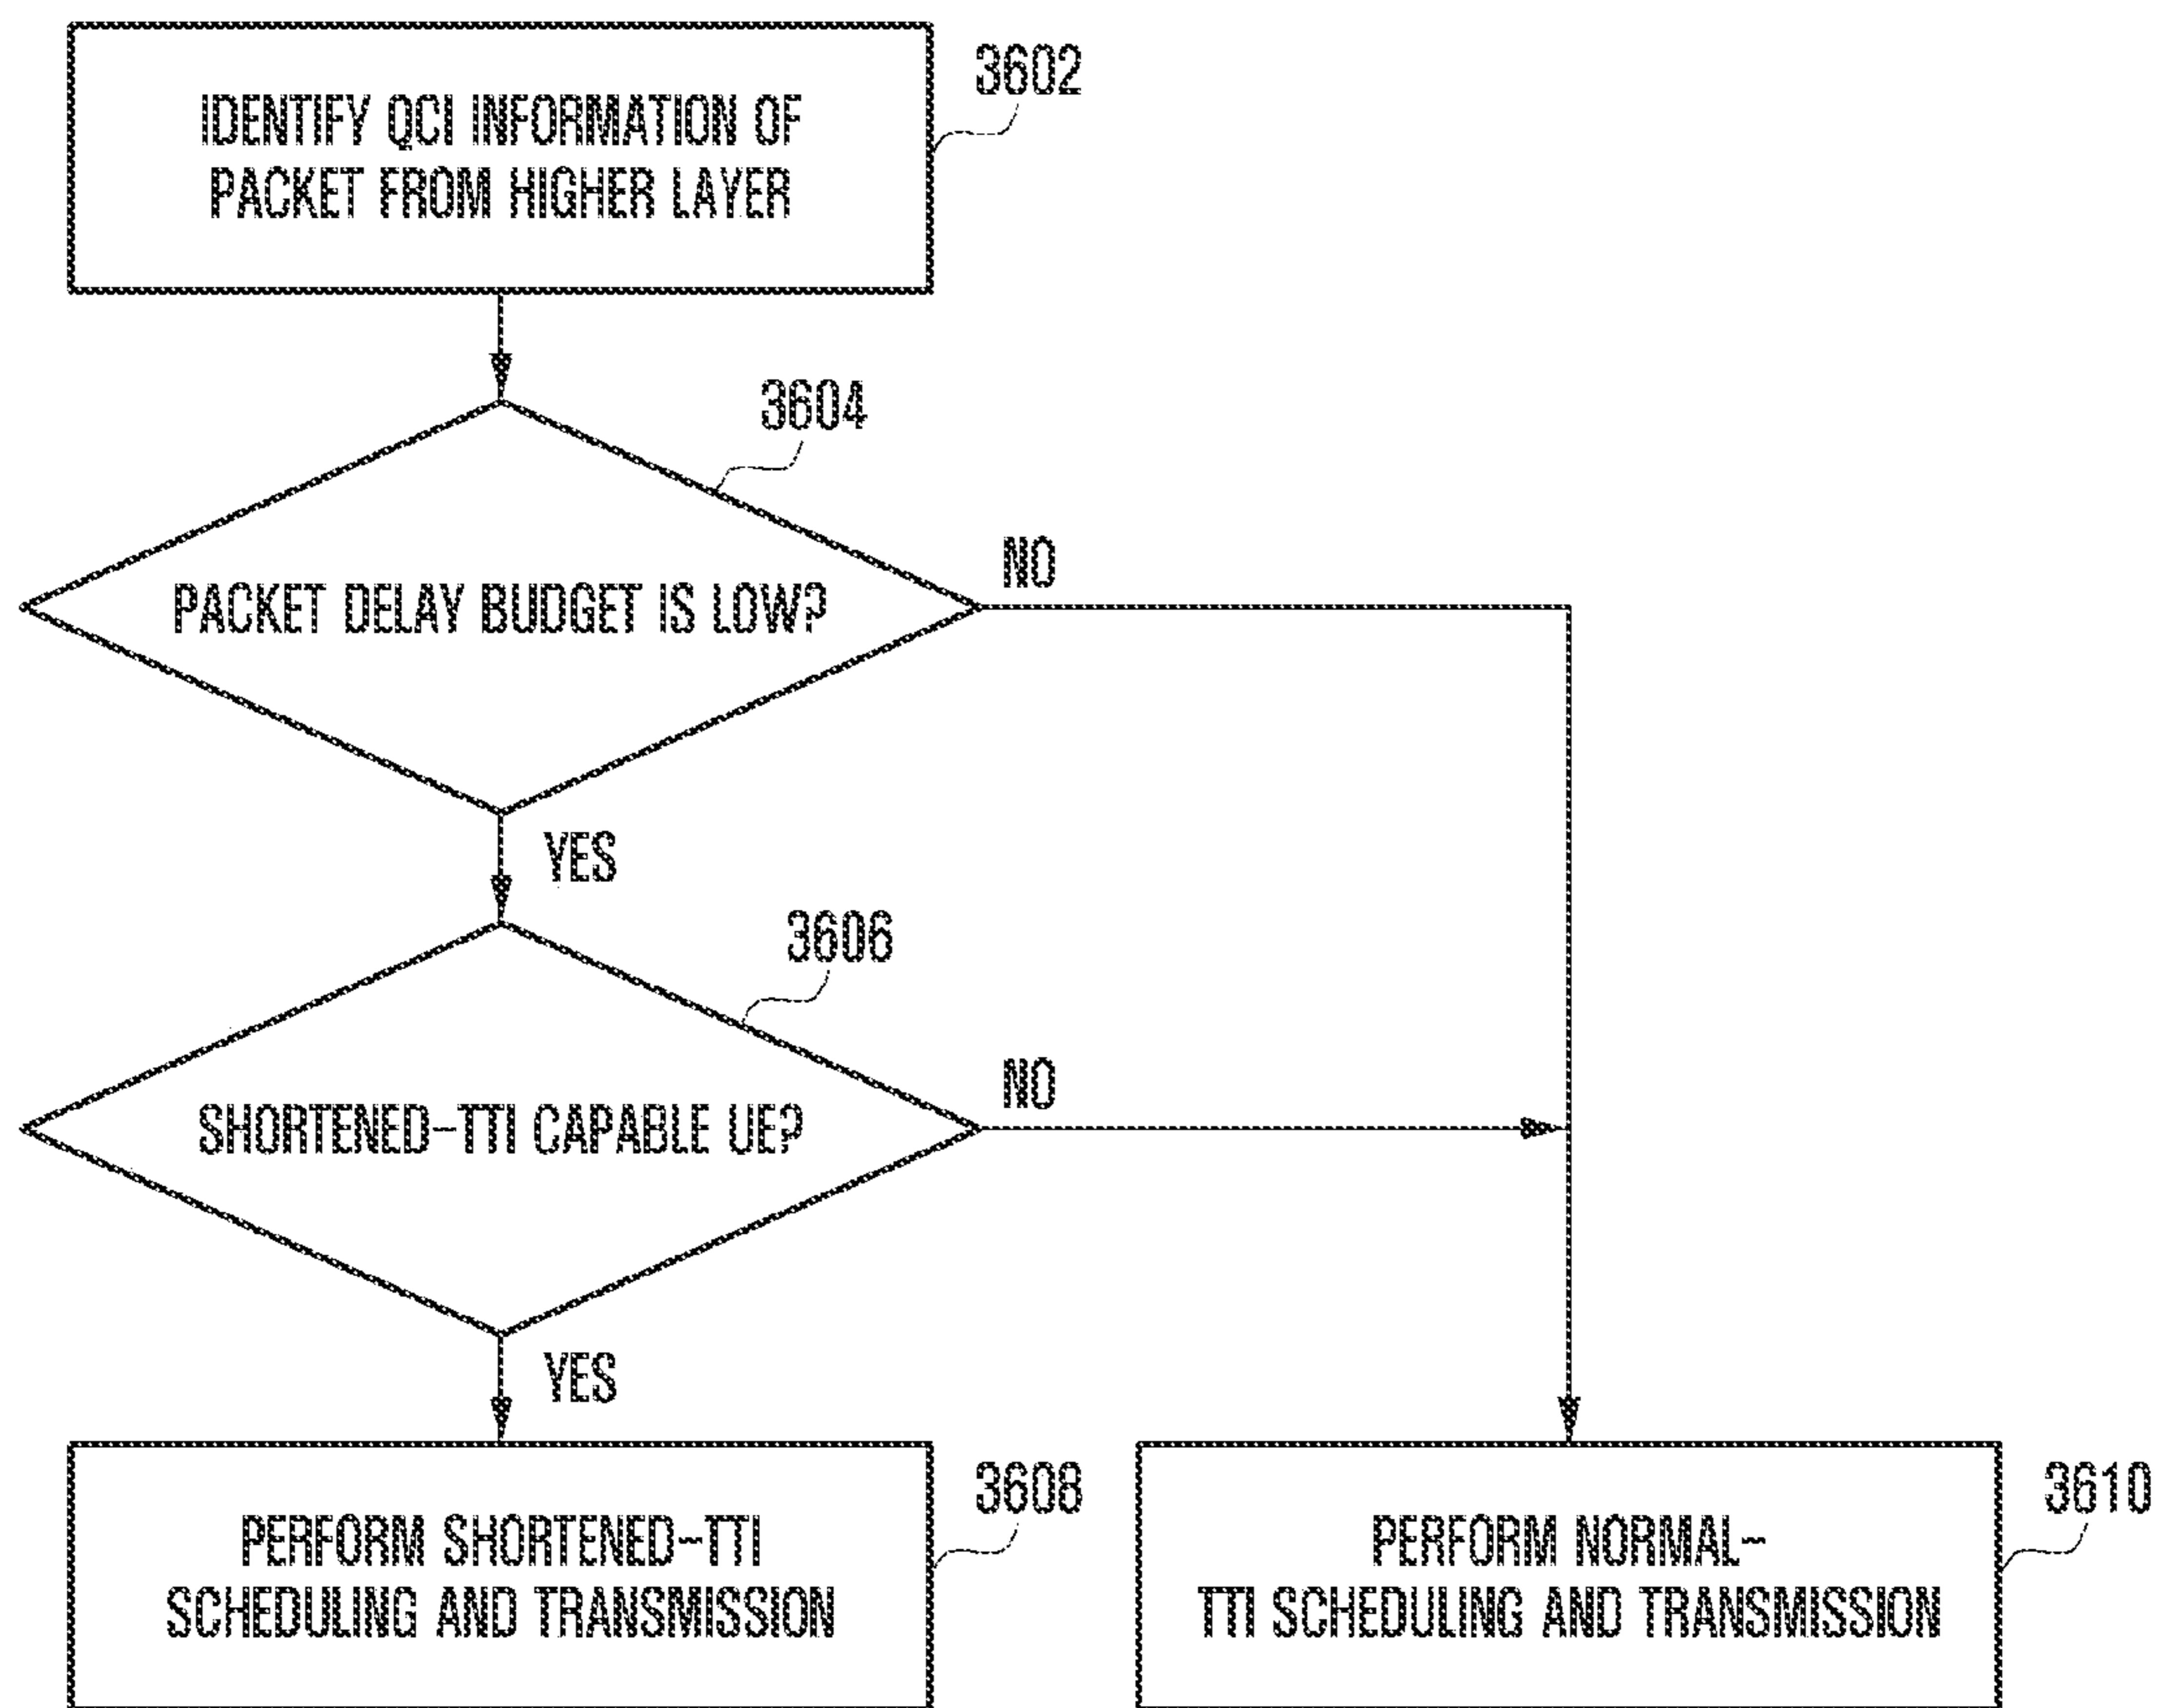 IDENTIFY QCI INFORMATION OF
PACKET FROM HIGHER LAYER
3602
3604
PACKET DELAY BUDGET IS LOW?
NO
YES
3606
SHORTENED-TTI CAPABLE UE?
NO
YES
PERFORM SHORTENED-TTI
SCHEDULING AND TRANSMISSION
3608
PERFORM NORMAL-
TTI SCHEDULING AND TRANSMISSION
3610